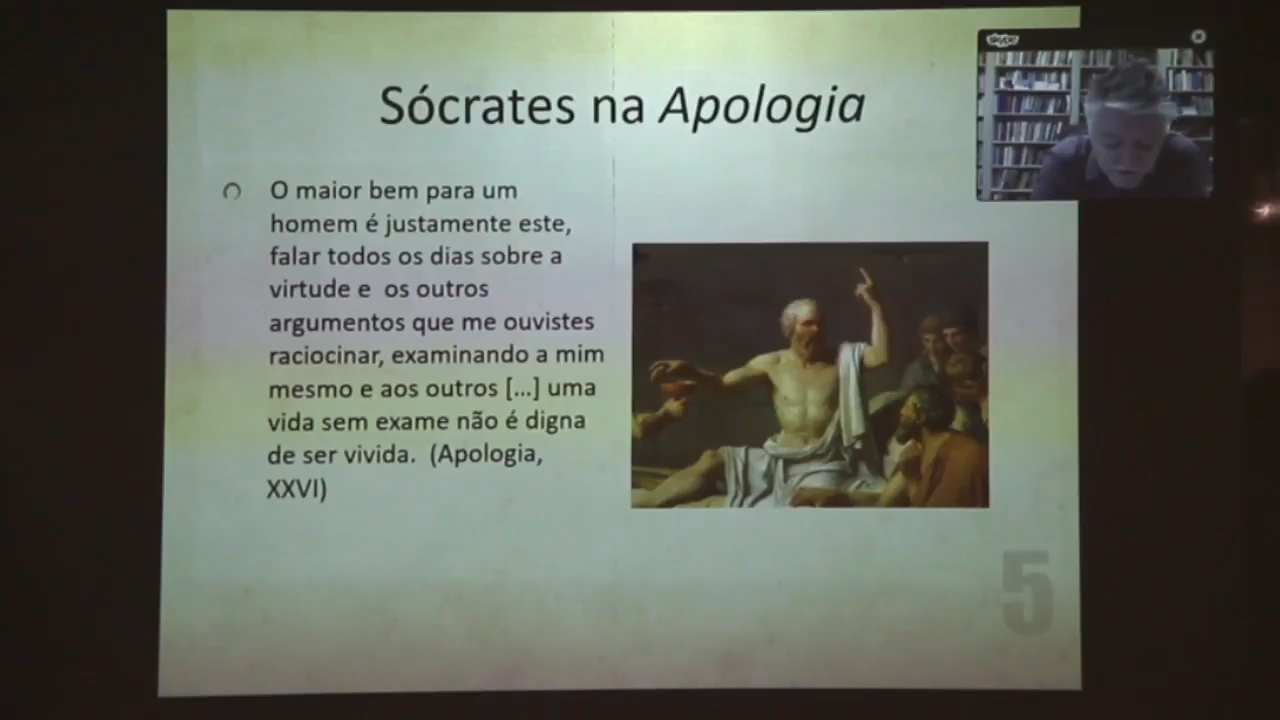 Sócrates na Apologia
skype
O maior bem para um
homem é justamente este,
falar todos os dias sobre a
virtude e os outros
argumentos que me ouvistes
raciocinar, examinando a mim
mesmo e aos outros [...] uma
vida sem exame não é digna
de ser vivida. (Apologia,
XXVI)
5